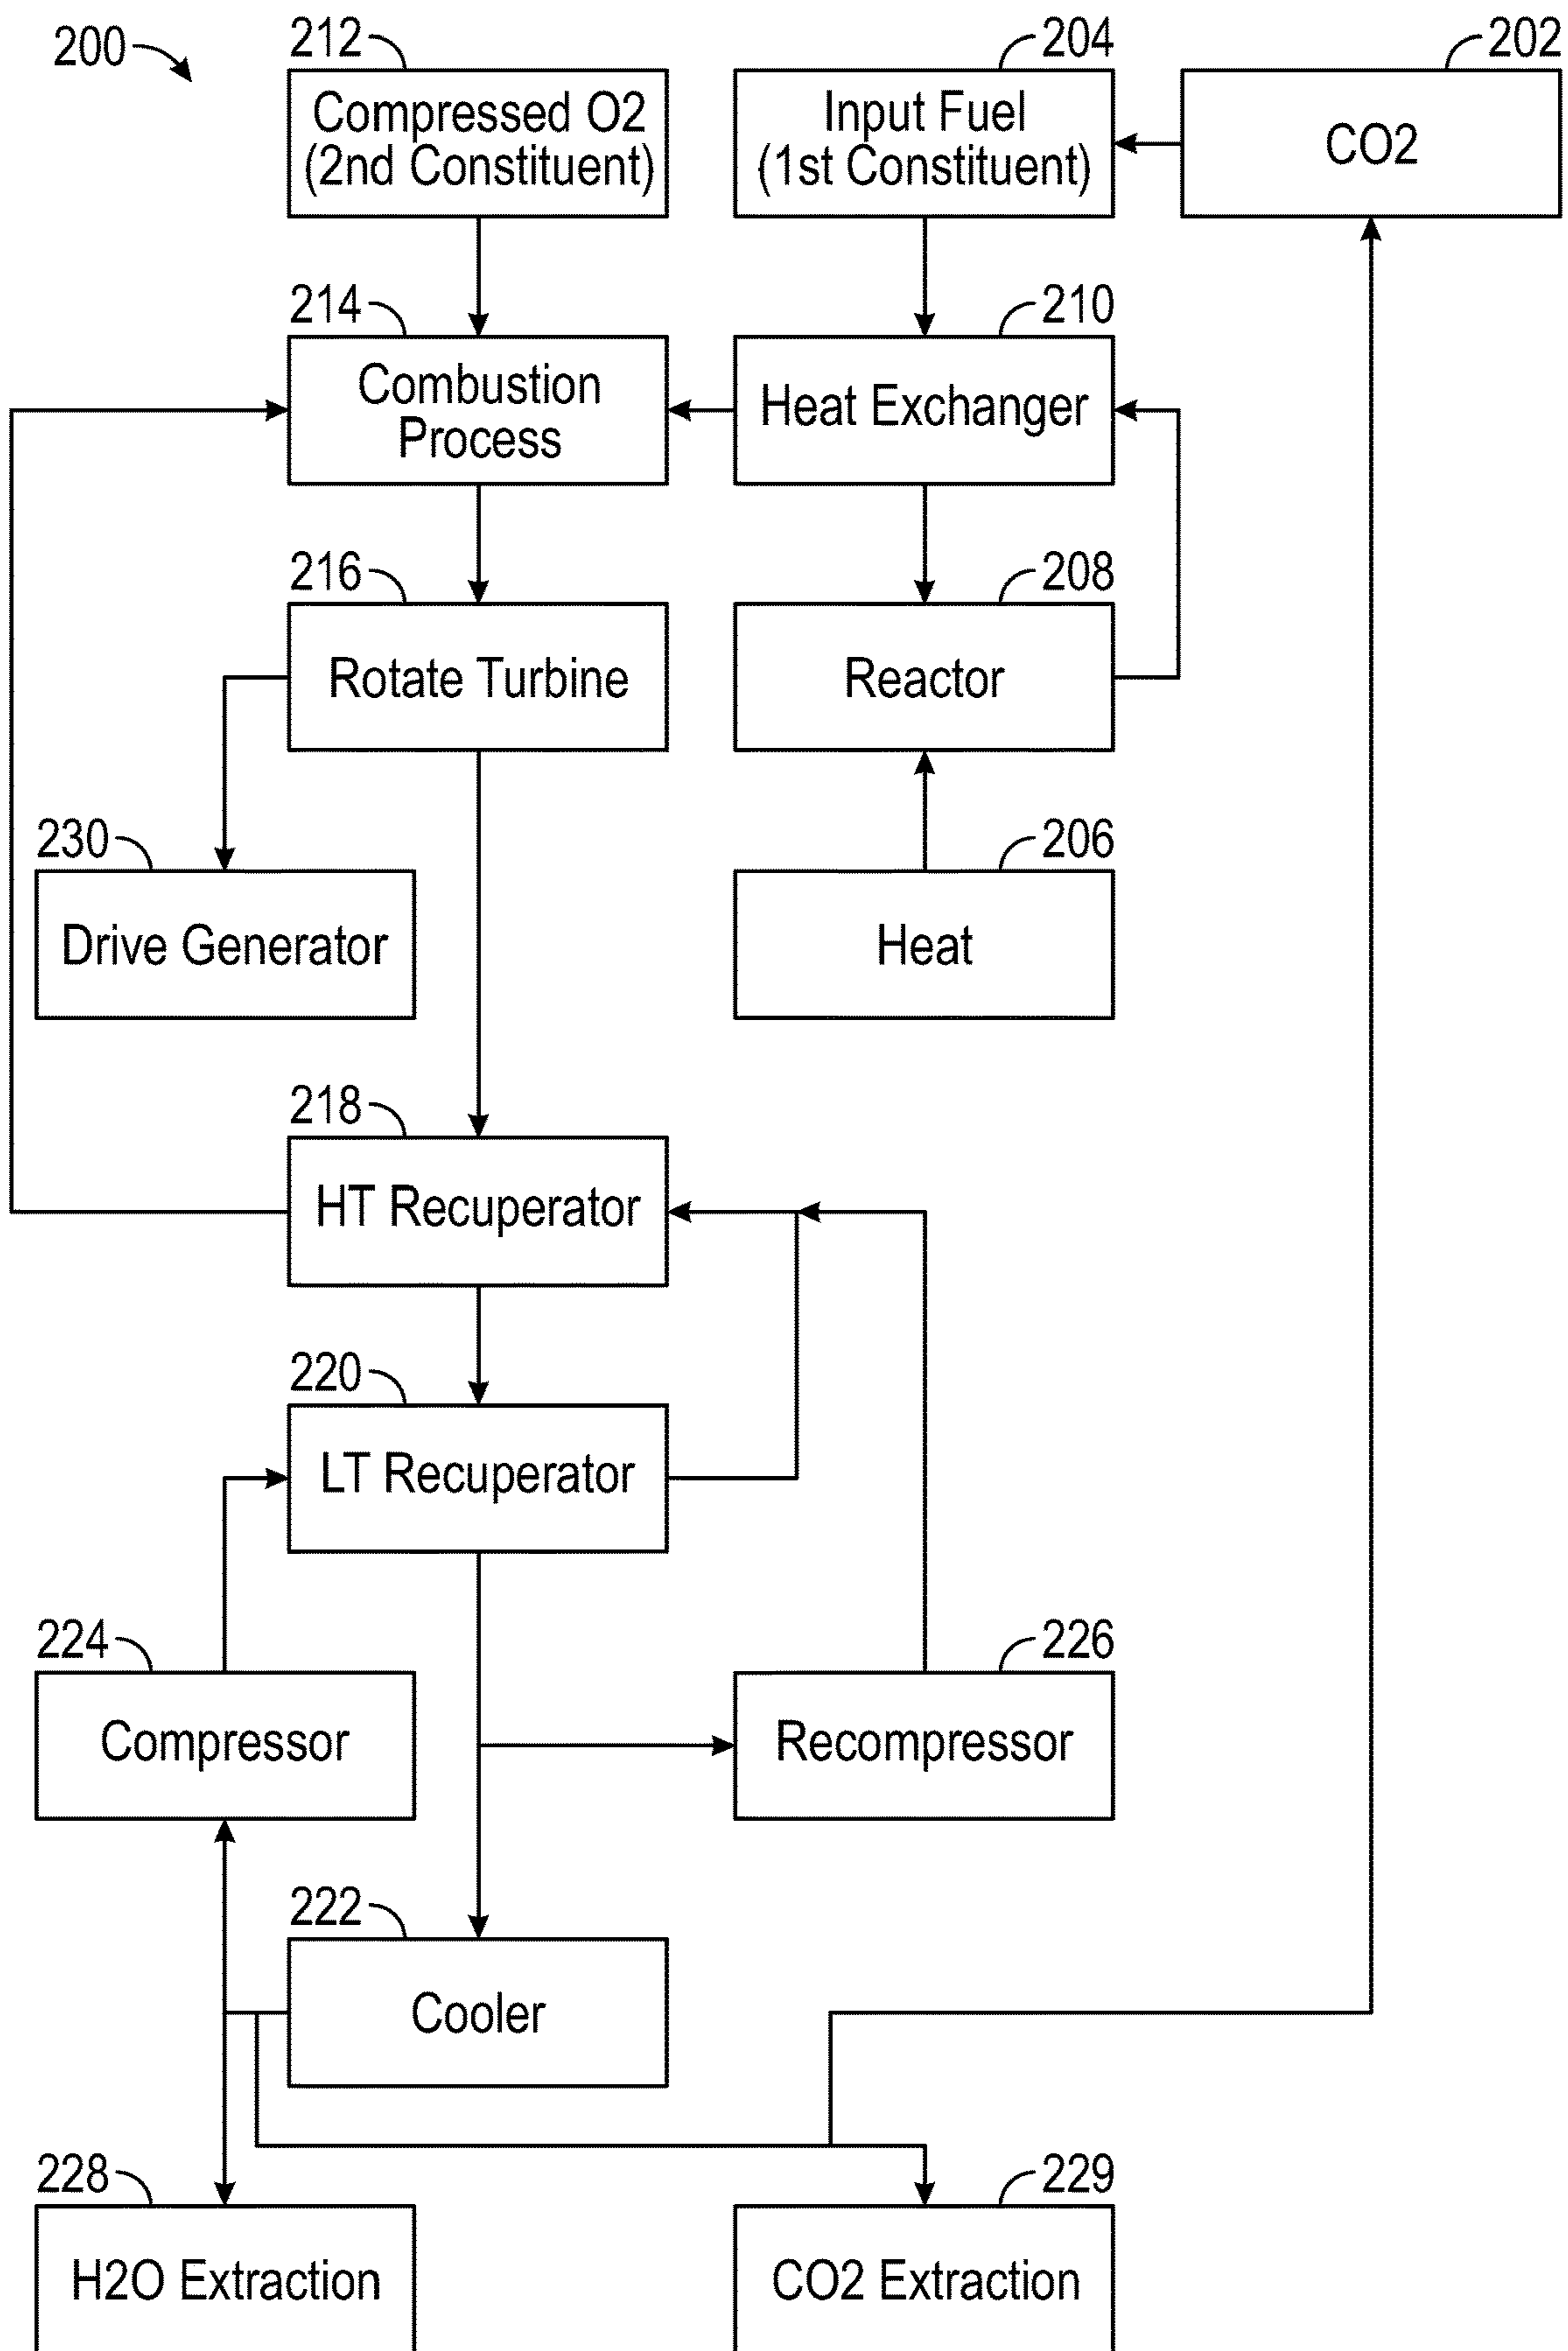 200
212
204
202
Compressed O2
(2nd Constituent)
Input Fuel
(1st Constituent)
CO2
214
210
Combustion
Process
Heat Exchanger
216
208
Rotate Turbine
Reactor
230
206
Drive Generator
Heat
218
HT Recuperator
220
LT Recuperator
224
226
Compressor
Recompressor
222
Cooler
228
229
H2O Extraction
CO2 Extraction